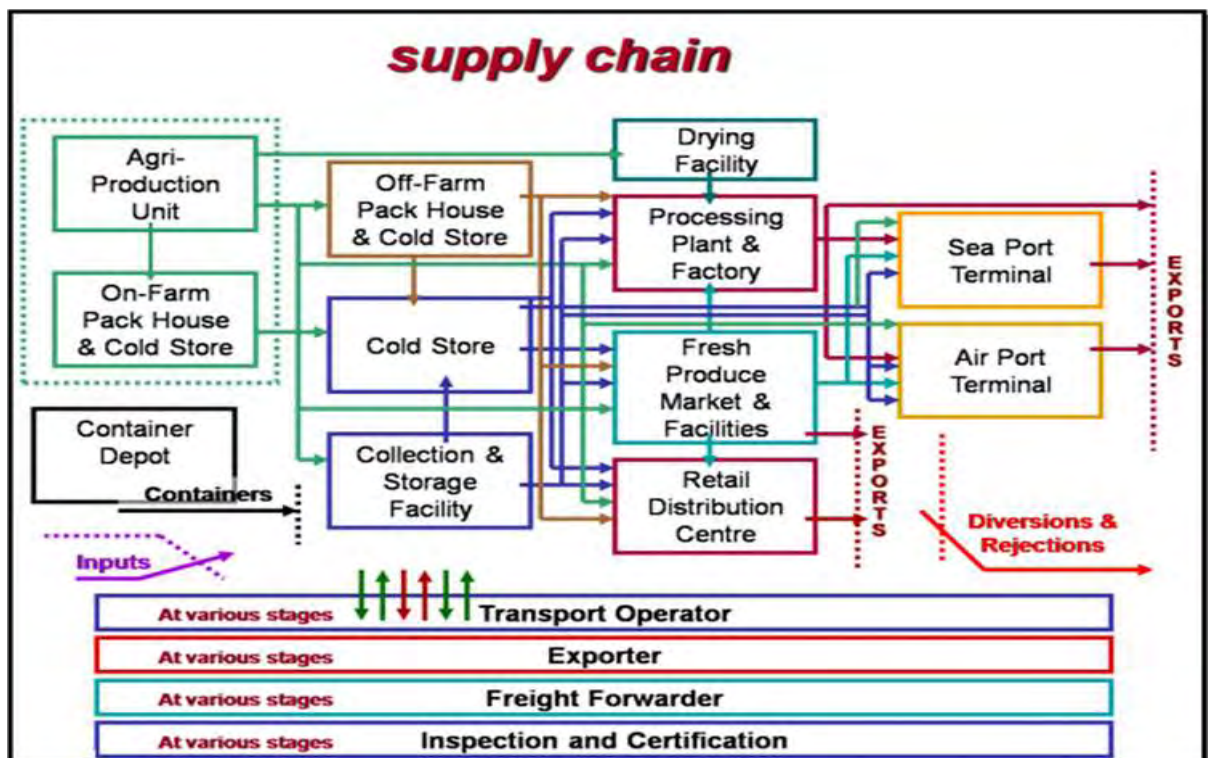 supply chain
Agri-
Production
Unit
On-Farm
Pack House
& Cold Store
Off-Farm
Pack House
& Cold Store
Cold Store
Collection &
Storage
Facility
Drying
Facility
Processing
Plant &
Factory
Fresh
Produce
Market &
Facilities
Retail
Distribution
Centre
Sea Port
Terminal
Air Port
Terminal
EXPORTS
EXPORTS
Container
Depot
Containers
Inputs
Diversions &
Rejections
At various stages Transport Operator
At various stages Exporter
At various stages Freight Forwarder
At various stages Inspection and Certification